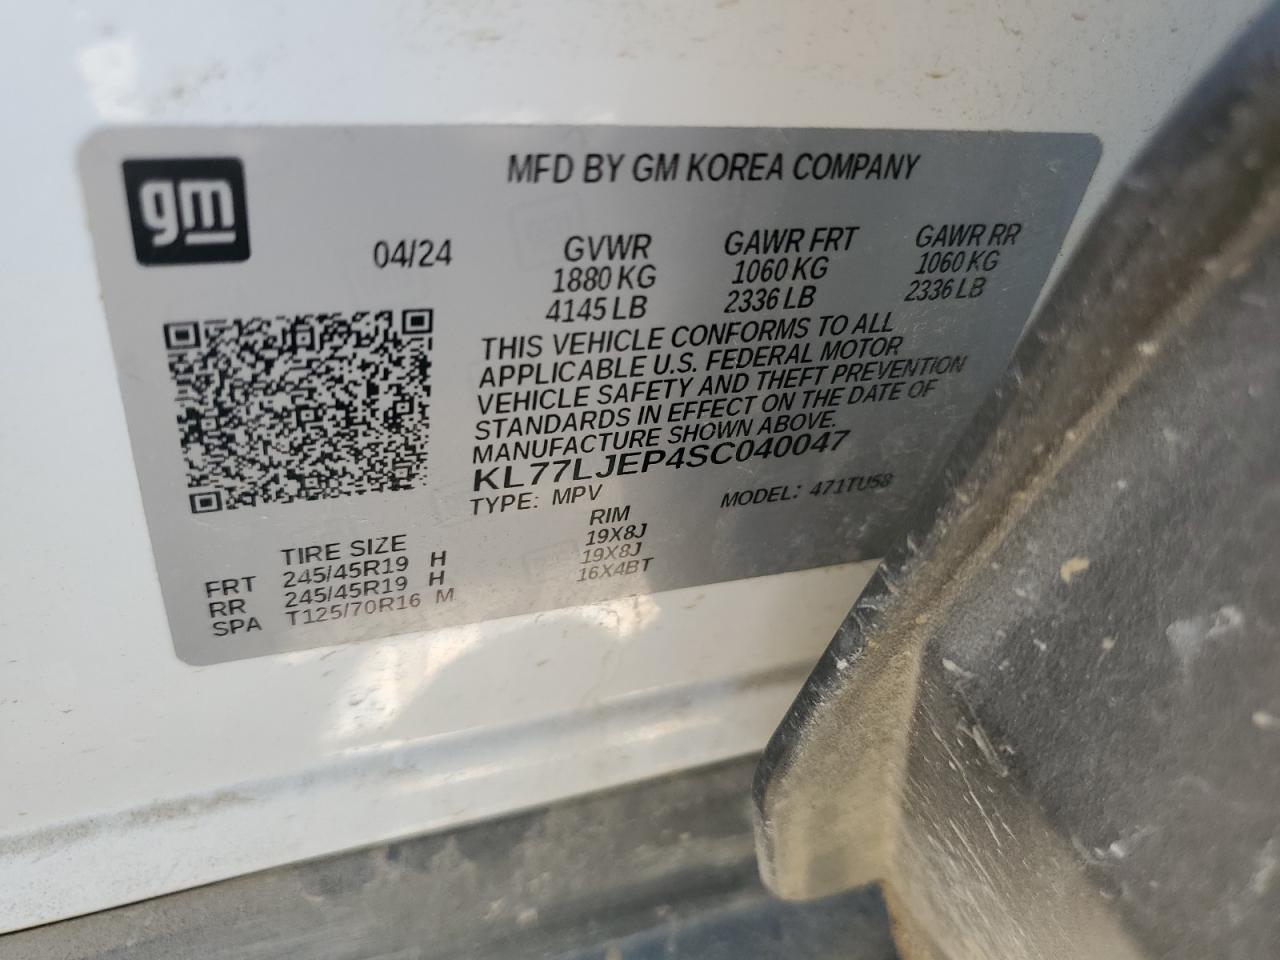 gm
MFD BY GM KOREA COMPANY
04/24
GVWR
1880 KG
4145 LB
GAWR FRT
1060 KG
2336 LB
GAWR RR
1060 KG
2336 LB
THIS VEHICLE CONFORMS TO ALL
APPLICABLE U.S. FEDERAL MOTOR
VEHICLE SAFETY AND THEFT PREVENTION
STANDARDS IN EFFECT ON THE DATE OF
MANUFACTURE SHOWN ABOVE.
KL77LJEP4SC040047
TYPE: MPV MODEL: 471TU58
TIRE SIZE RIM
FRT 245/45R19 H 19X8J
RR 245/45R19 H 19X8J
SPA T125/70R16 M 16X4BT